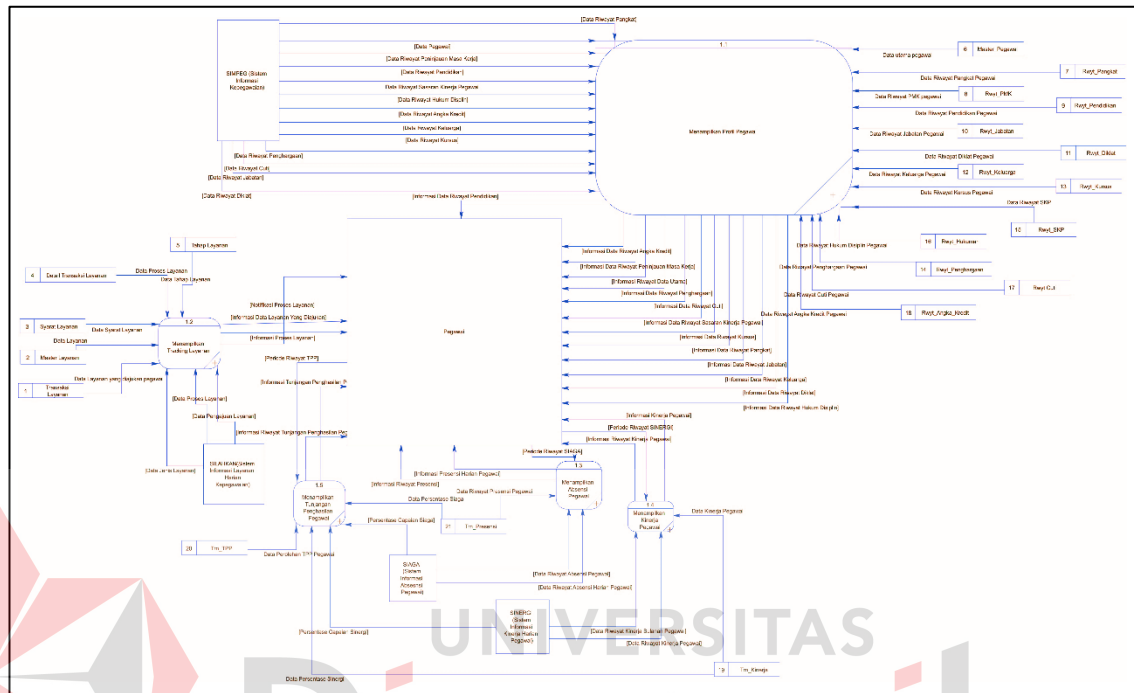 [Data Riwayat Pangkat]
[Data Pegawai]
[Data Riwayat Peninjauan Masa Kerja]
[Data Riwayat Pendidikan]
[Data Riwayat Sasaran Kinerja Pegawai]
[Data Riwayat Hukum Disiplin]
[Data Riwayat Angka Kredit]
[Data Riwayat Keluarga]
[Data Riwayat Kursus]
[Data Riwayat Penghargaan]
[Data Riwayat Cuti]
[Data Riwayat Jabatan]
[Data Riwayat Diklat]
SIMPEG (Sistem
Informasi
Kepegawaian)
1.1
Menampilkan Profil Pegawai
Data utama pegawai
6 Master_Pegawai
7 Rwyt_Pangkat
Data Riwayat Pangkat Pegawai
8 Rwyt_PMK
Data Riwayat PMK pegawai
9 Rwyt_Pendidikan
Data Riwayat Pendidikan Pegawai
10 Rwyt_Jabatan
Data Riwayat Jabatan Pegawai
11 Rwyt_Diklat
Data Riwayat Diklat Pegawai
12 Rwyt_Keluarga
Data Riwayat Keluarga Pegawai
13 Rwyt_Kursus
Data Riwayat Kursus Pegawai
Data Riwayat SKP
Rwyt_SKP
Data Riwayat Hukum Disiplin Pegawai
16 Rwyt_Hukuman
Data Riwayat Penghargaan Pegawai
Rwyt_Penghargaan
17 Rwyt Cuti
Data Riwayat Cuti Pegawai
18 Rwyt_Angka_Kredit
Data Riwayat Angka Kredit Pegawai
[Informasi Data Riwayat Pendidikan]
[Informasi Data Riwayat Angka Kredit]
[Informasi Data Riwayat Peninjauan Masa Kerja]
[Informasi Riwayat Data Utama]
[Informasi Data Riwayat Penghargaan]
[Informasi Data Riwayat Cuti]
[Informasi Data Riwayat Sasaran Kinerja Pegawai]
[Informasi Data Riwayat Kursus]
[Informasi Data Riwayat Pangkat]
[Informasi Data Riwayat Jabatan]
[Informasi Data Riwayat Keluarga]
[Informasi Data Riwayat Diklat]
[Informasi Data Riwayat Hukum Disiplin]
Pegawai
5 Tahap Layanan
4 Detail Transaksi Layanan
Data Proses Layanan
Data Tahap Layanan
3 Syarat Layanan
Data Syarat Layanan
Data Layanan
2 Master Layanan
Data Layanan yang diajukan pegawai
1 Transaksi
Layanan
1.2
Menampilkan
Tracking Layanan
[Notifikasi Proses Layanan]
[Informasi Data Layanan Yang Diajukan]
[Informasi Proses Layanan]
[Data Proses Layanan]
[Data Pengajuan Layanan]
[Data Jenis Layanan]
(Sistem
Informasi Layanan
Harian
Kepegawaian)
[Periode Riwayat TPP]
[Informasi Tunjangan Penghasilan P
[Informasi Riwayat Tunjangan Penghasilan Peg
1.5
Menampilkan
Tunjangan
Penghasilan
Pegawai
20 Tm_TPP
Data Perolehan TPP Pegawai
[Informasi Kinerja Pegawai]
[Periode Riwayat SINERGI]
[Informasi Riwayat Kinerja Pegawai]
[Periode Riwayat SIAGA]
[Informasi Presensi Harian Pegawai]
[Informasi Riwayat Presensi]
Data Riwayat Presensi Pegawai
1.3
Menampilkan
Absensi
Pegawai
Data Persentase Siaga
21 Tm_Presensi
[Persentase Capaian Siaga]
1.4
Menampilkan
Kinerja
Pegawai
Data Kinerja Pegawai
SIAGA
(Sistem
Informasi
Absensi
Pegawai)
[Data Riwayat Absensi Pegawai]
[Data Riwayat Absensi Harian Pegawai]
SINERGI
(Sistem
Informasi
Kinerja Harian
Pegawai)
[Persentase Capaian Sinergi]
[Data Riwayat Kinerja Bulanan Pegawai]
[Data Riwayat Kinerja Pegawai]
19 Tm_Kinerja
Data Persentase Sinergi
UNIVERSITAS